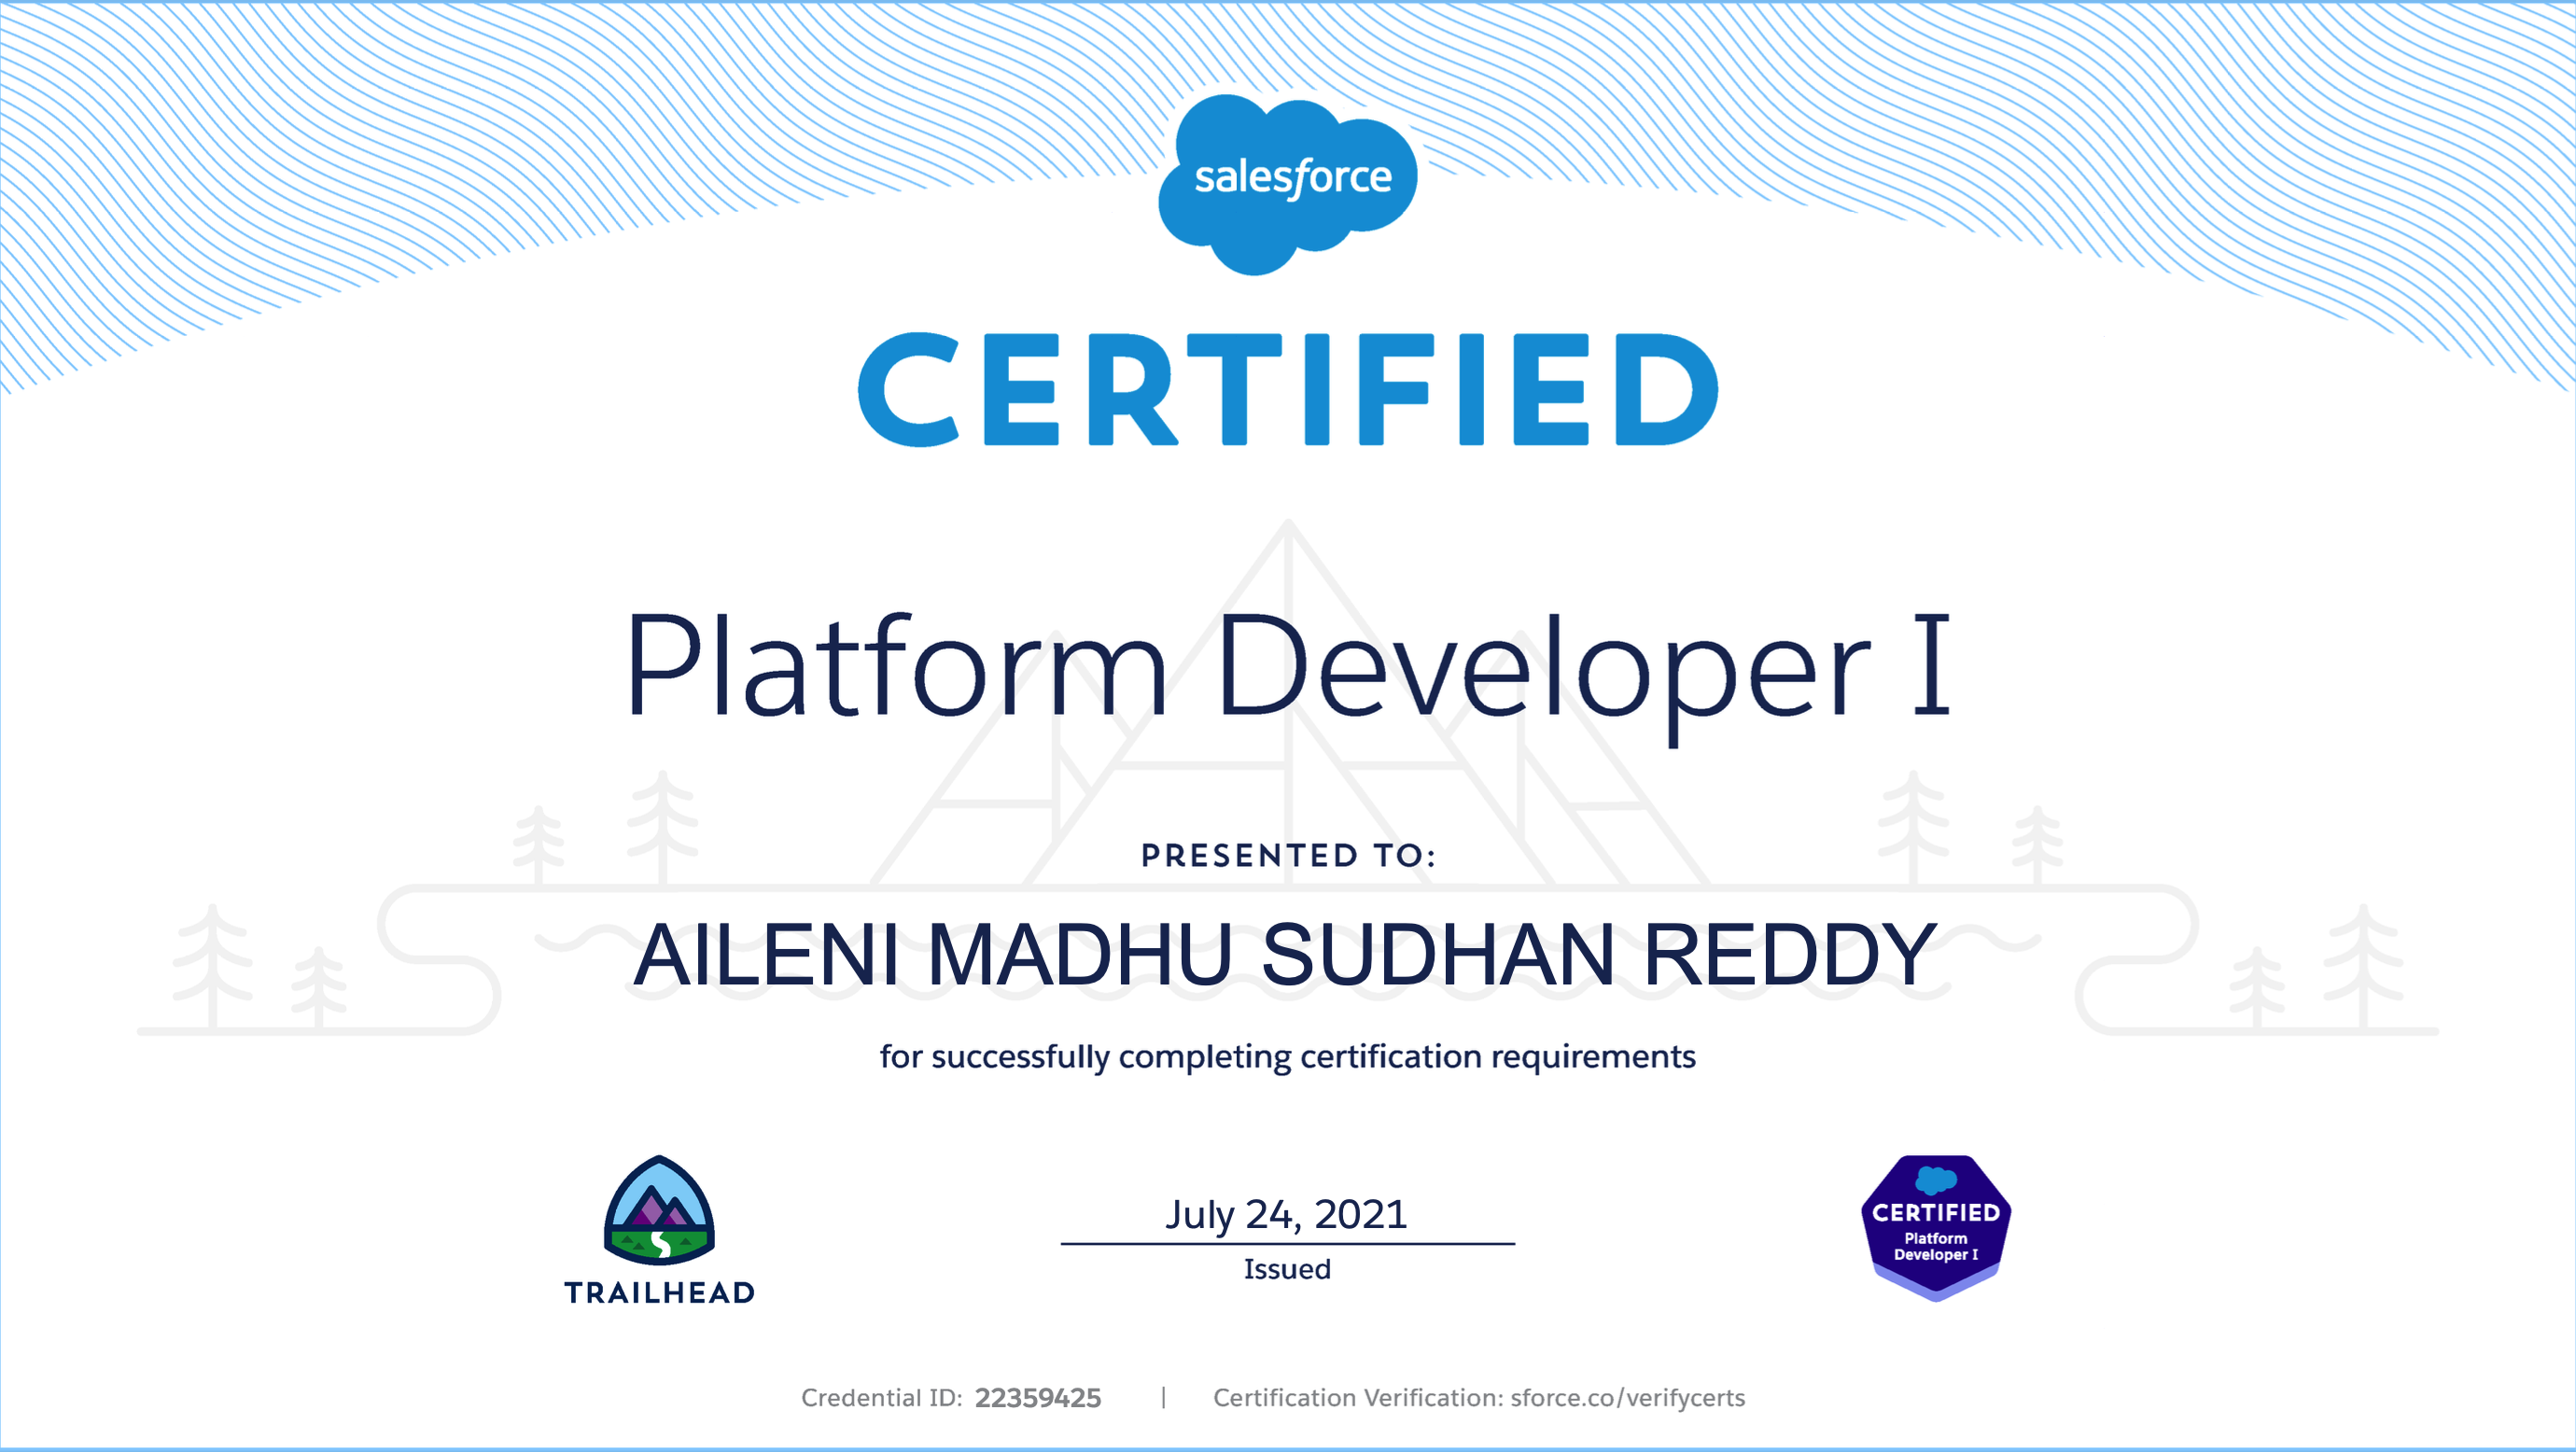 salesforce
CERTIFIED
Platform Developer I
PRESENTED TO:
AILENI MADHU SUDHAN REDDY
for successfully completing certification requirements
TRAILHEAD
July 24, 2021
Issued
CERTIFIED
Platform
Developer I
Credential ID: 22359425 | Certification Verification: sforce.co/verifycerts